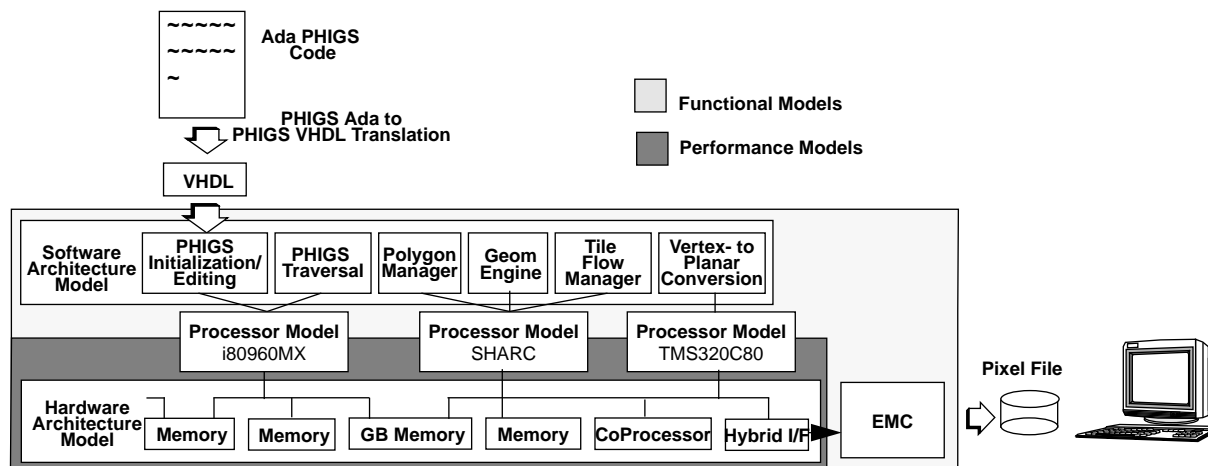 ~~~~~
~~~~~
~
Ada PHIGS
Code
PHIGS Ada to
PHIGS VHDL Translation
VHDL
Functional Models
Performance Models
Software
Architecture
Model
PHIGS
Initialization/
Editing
PHIGS
Traversal
Polygon
Manager
Geom
Engine
Tile
Flow
Manager
Vertex- to
Planar
Conversion
Processor Model
i80960MX
Processor Model
SHARC
Processor Model
TMS320C80
Hardware
Architecture
Model
Memory
Memory
GB Memory
Memory
CoProcessor
Hybrid I/F
EMC
Pixel File